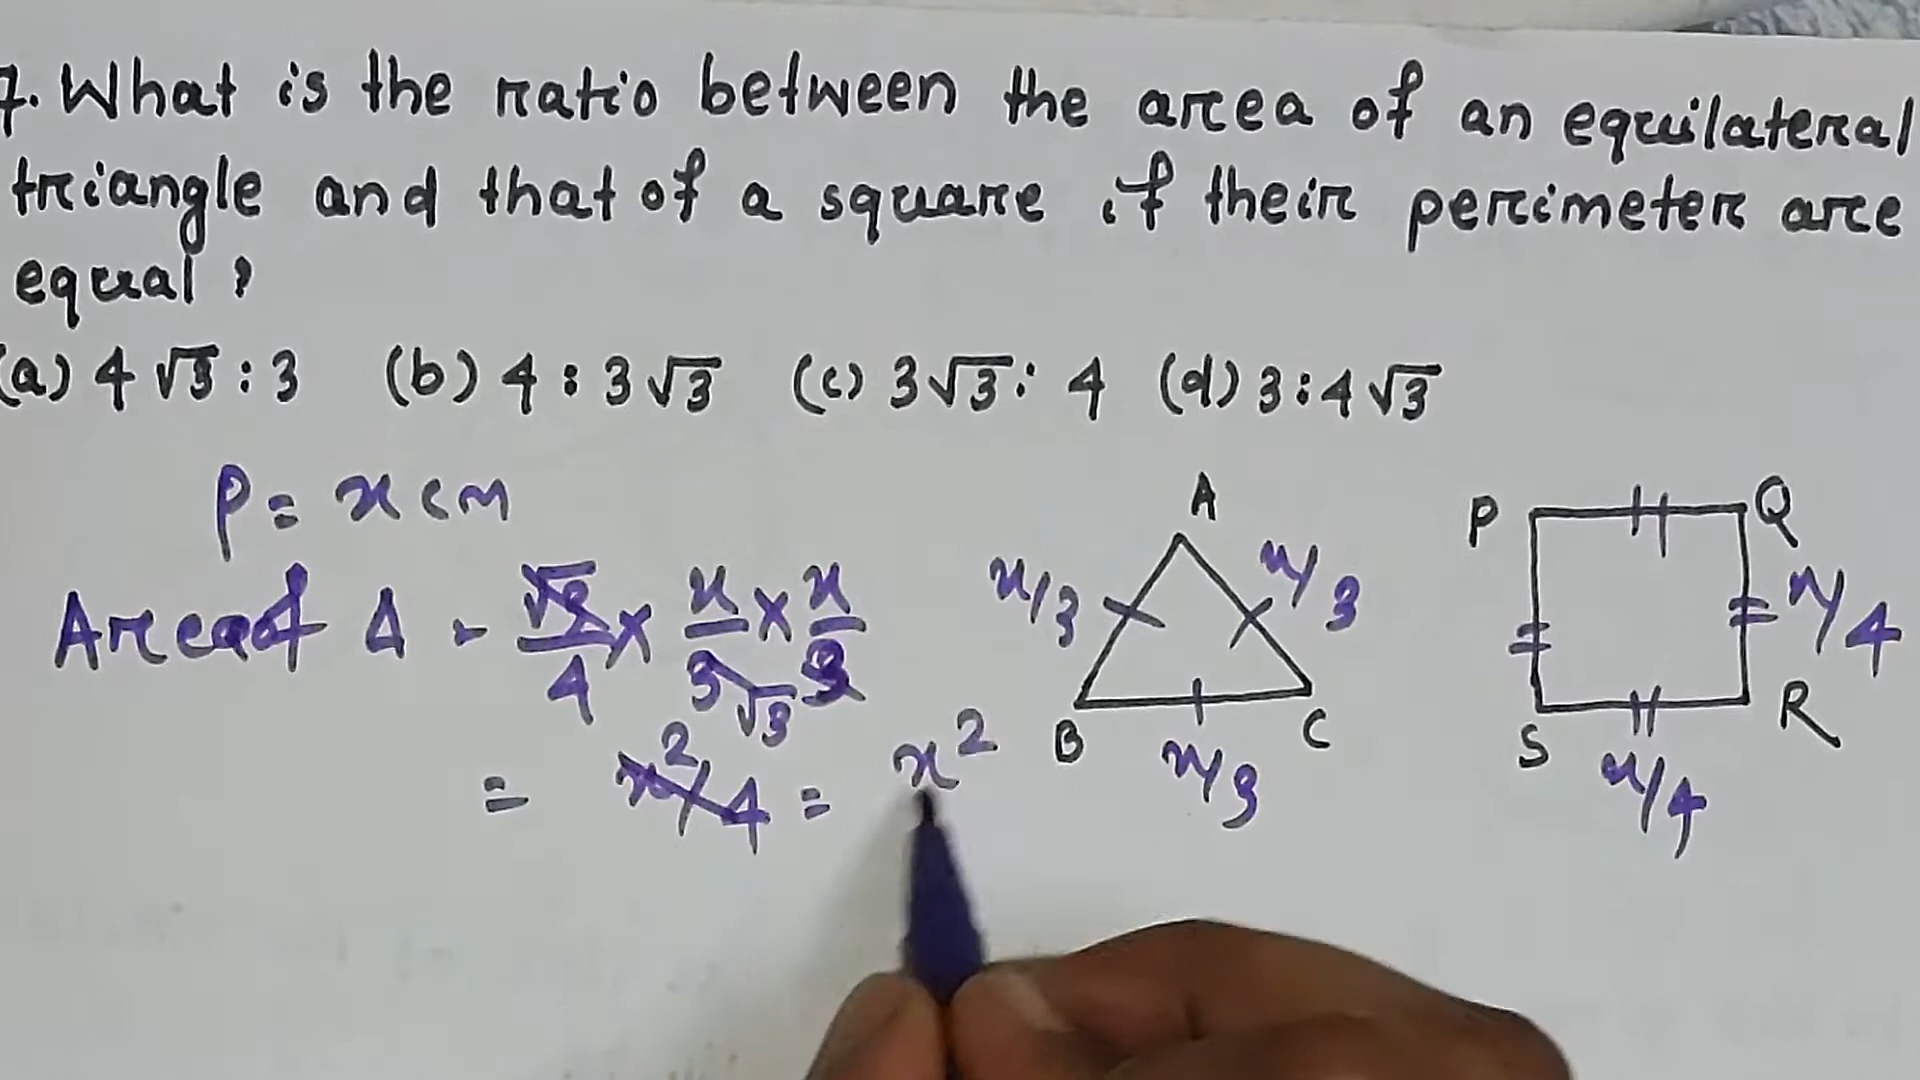 7. What is the ratio between the area of an equilateral
triangle and that of a square if their perimeter are
equal ?
(a) 4√3 : 3 (b) 4 : 3√3 (c) 3√3 : 4 (d) 3 : 4√3
P = x cm
Area of Δ = √3/4 × x/3√3 × x/3
= x²/4 = x²
A
x/3 x/3
B C
x/3
P Q
x/4
S R
x/4